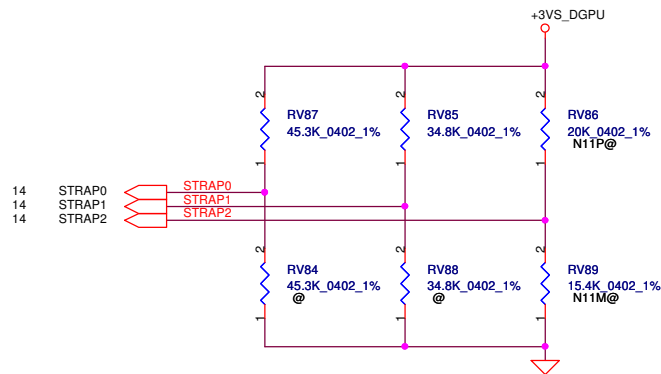 +3VS_DGPU
2 2 2
RV87 RV85 RV86
45.3K_0402_1% 34.8K_0402_1% 20K_0402_1%
N11P@
1 1 1
14 STRAP0 STRAP0
14 STRAP1 STRAP1
14 STRAP2 STRAP2
2 2 2
RV84 RV88 RV89
45.3K_0402_1% 34.8K_0402_1% 15.4K_0402_1%
@ @ N11M@
1 1 1